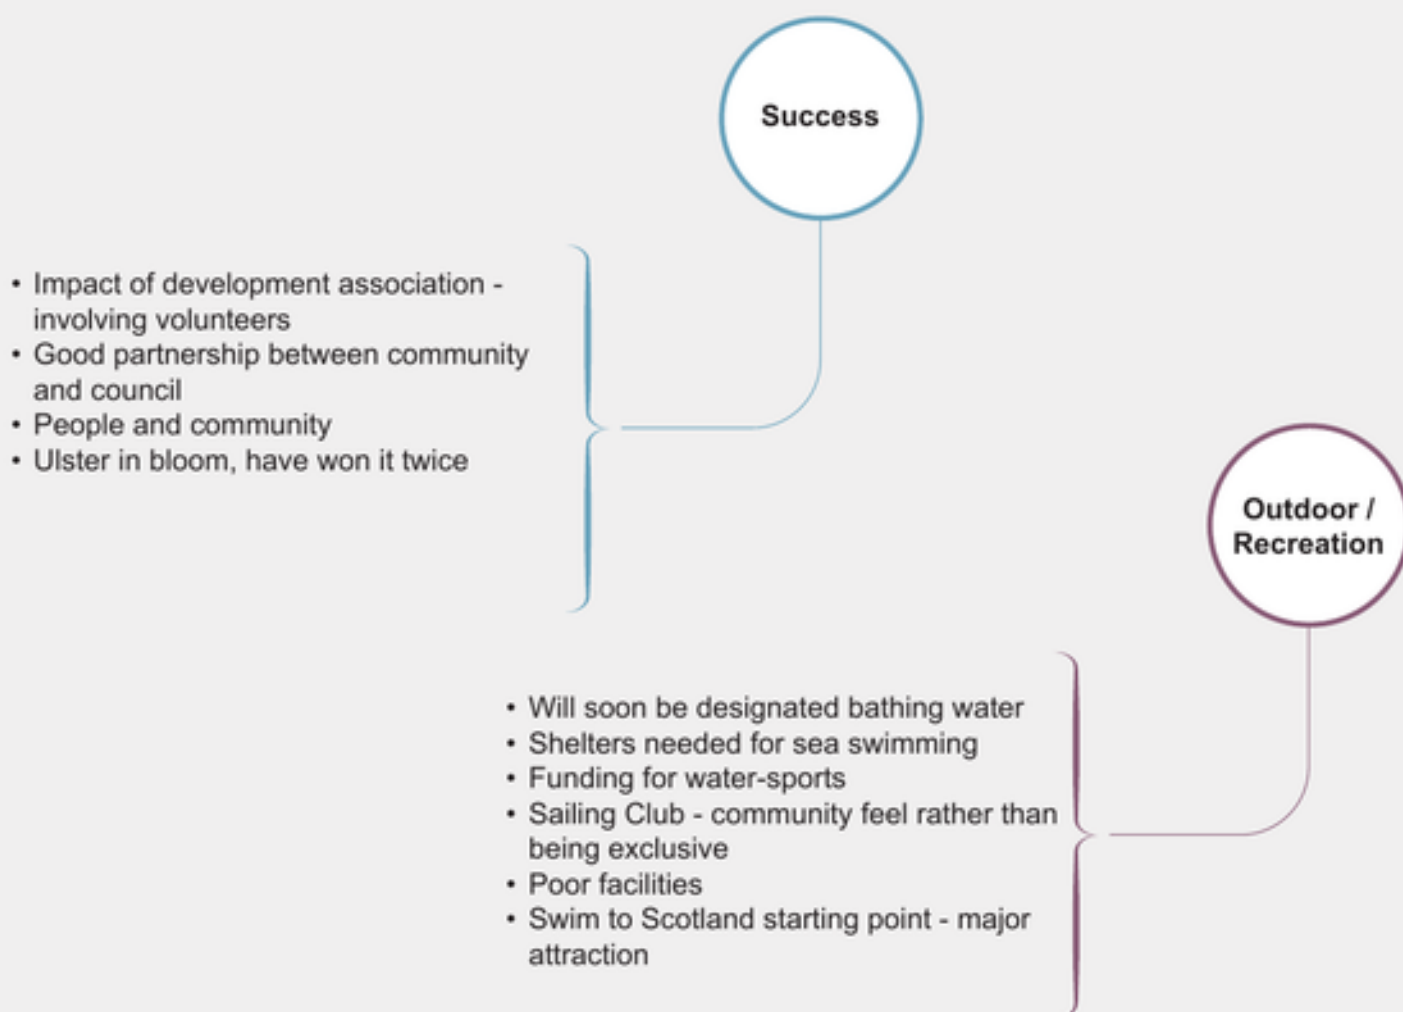 Success
• Impact of development association -
involving volunteers
• Good partnership between community
and council
• People and community
• Ulster in bloom, have won it twice
Outdoor /
Recreation
• Will soon be designated bathing water
• Shelters needed for sea swimming
• Funding for water-sports
• Sailing Club - community feel rather than
being exclusive
• Poor facilities
• Swim to Scotland starting point - major
attraction